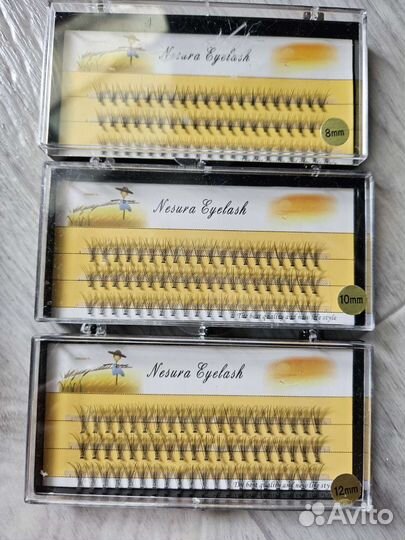 Nesura Eyelash
8mm
Nesura Eyelash
10mm
The best quality and new life style
Nesura Eyelash
The best quality and new life sty
12mm
Avito